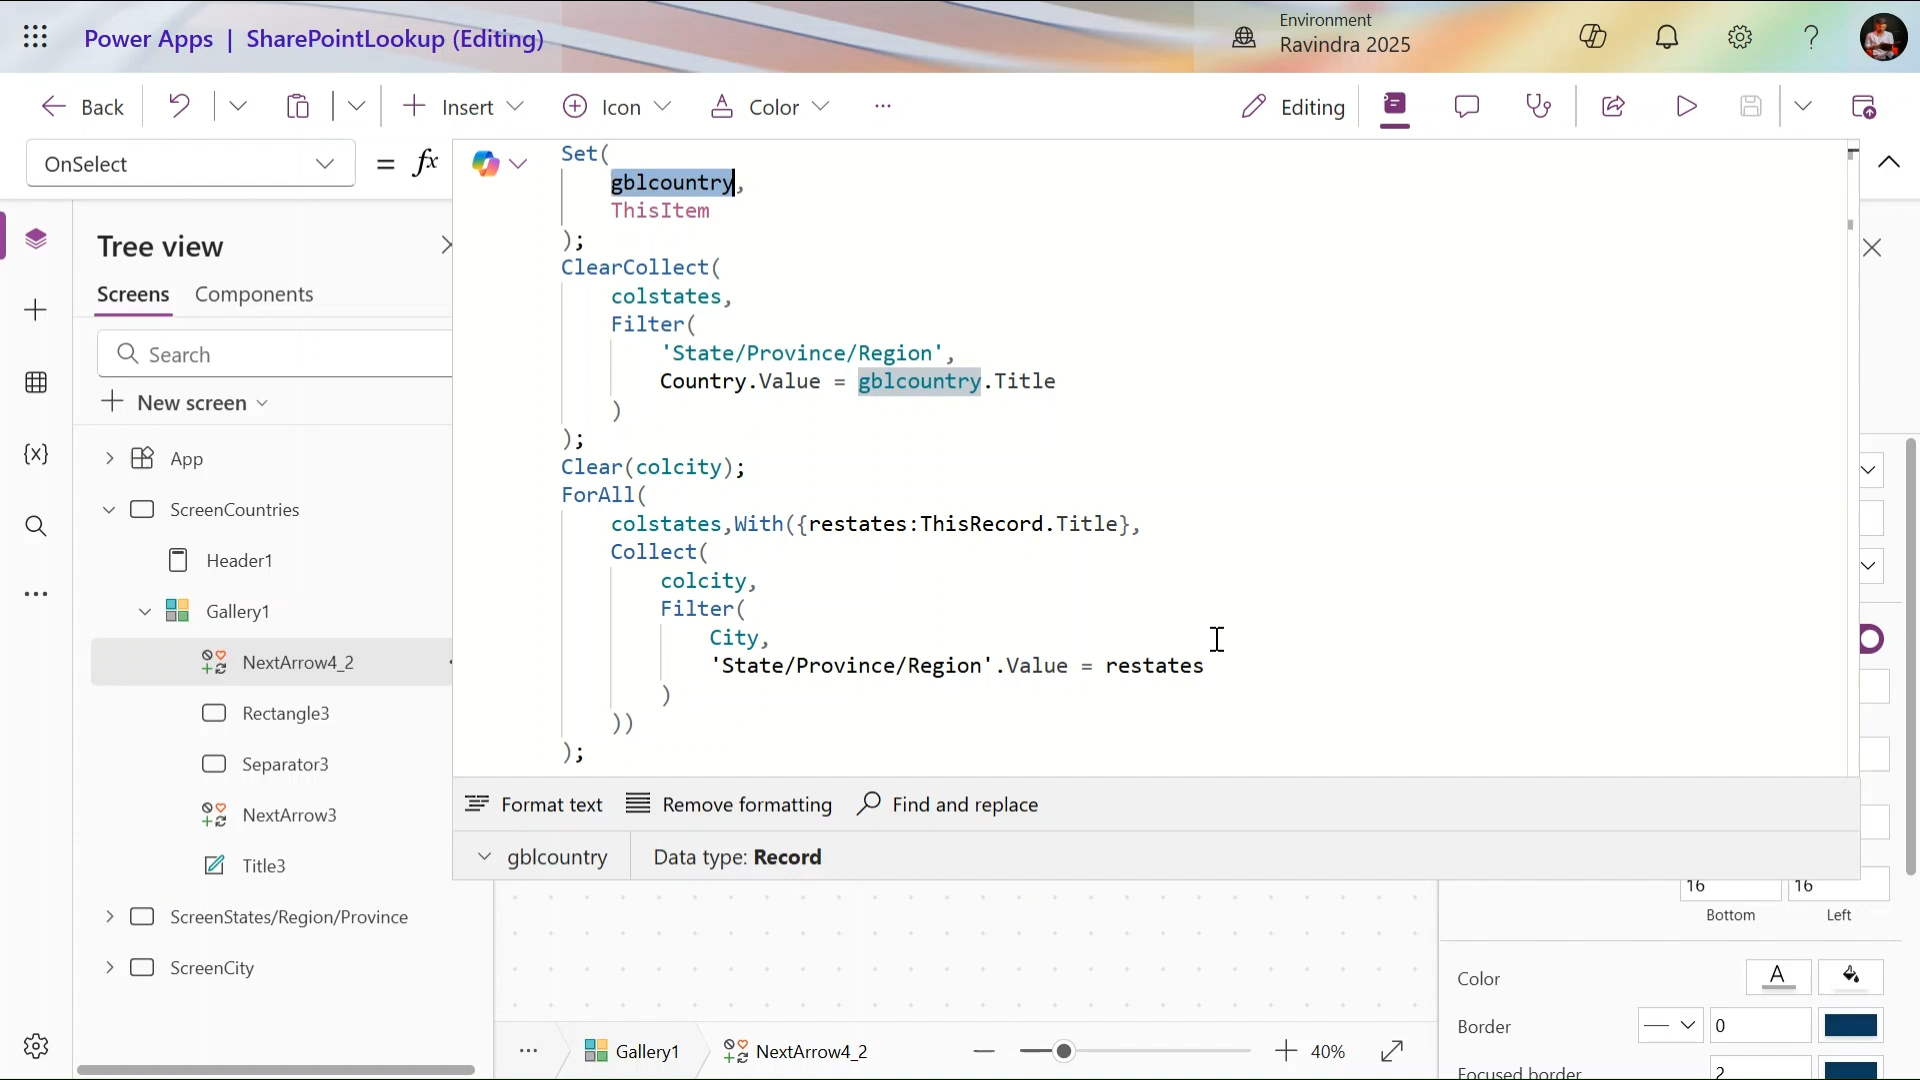 Power Apps | SharePointLookup (Editing)
Environment
Ravindra 2025
Back
Insert
Icon
Color
Editing
OnSelect
= fx
Set(
gblcountry,
ThisItem
);
ClearCollect(
colstates,
Filter(
'State/Province/Region',
Country.Value = gblcountry.Title
)
);
Clear(colcity);
ForAll(
colstates,With({restates:ThisRecord.Title},
Collect(
colcity,
Filter(
City,
'State/Province/Region'.Value = restates
)
))
);
Tree view
Screens Components
Search
New screen
App
ScreenCountries
Header1
Gallery1
NextArrow4_2
Rectangle3
Separator3
NextArrow3
Title3
ScreenStates/Region/Province
ScreenCity
Format text Remove formatting Find and replace
gblcountry Data type: Record
16 16
Bottom Left
Color
Border 0
Focused border 2
Gallery1 NextArrow4_2 40%